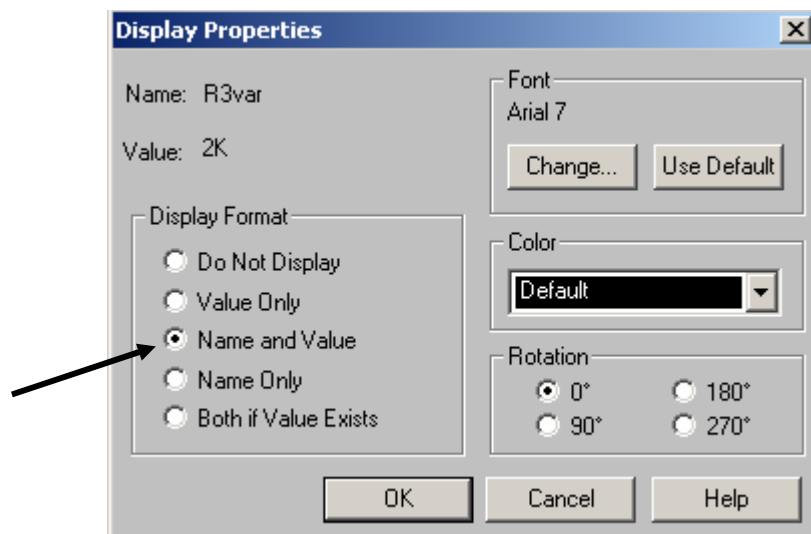 Display Properties
Name: R3var
Value: 2K
Display Format
Do Not Display
Value Only
Name and Value
Name Only
Both if Value Exists
Font
Arial 7
Change... Use Default
Color
Default
Rotation
0° 180°
90° 270°
OK Cancel Help